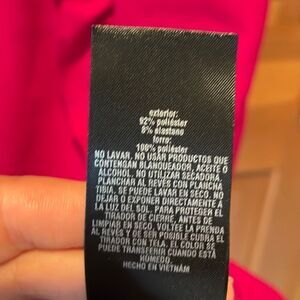 exterior:
92% poliéster
8% elastano
forro:
100% poliéster
NO LAVAR. NO USAR PRODUCTOS QUE
CONTENGAN BLANQUEADOR, ACEITE O
ALCOHOL. NO UTILIZAR SECADORA.
PLANCHAR AL REVÉS CON PLANCHA
TIBIA. SE PUEDE LAVAR EN SECO. NO
DEJAR O EXPONER DIRECTAMENTE A
LA LUZ DEL SOL. PARA PROTEGER EL
TIRADOR DE CIERRE, ANTES DE
LIMPIAR EN SECO, VOLTEE LA PRENDA
AL REVÉS Y DE SER POSIBLE CUBRA EL
TIRADOR CON TELA. EL COLOR SE
PUEDE TRANSFERIR CUANDO ESTÁ
HÚMEDO.
HECHO EN VIETNÁM